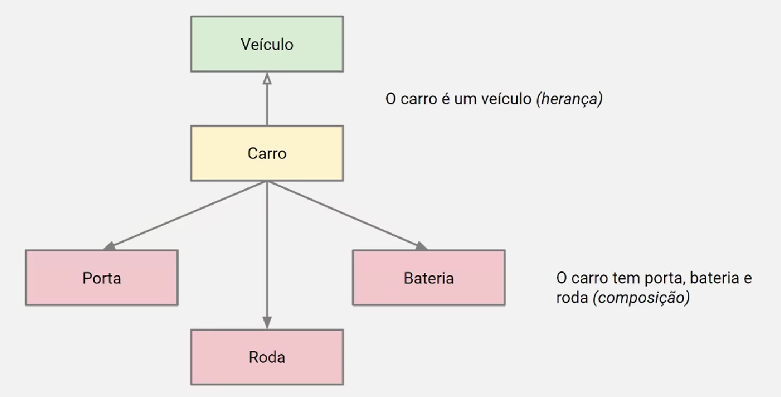 Veículo
O carro é um veículo (herança)
Carro
Porta
Bateria
O carro tem porta, bateria e
roda (composição)
Roda